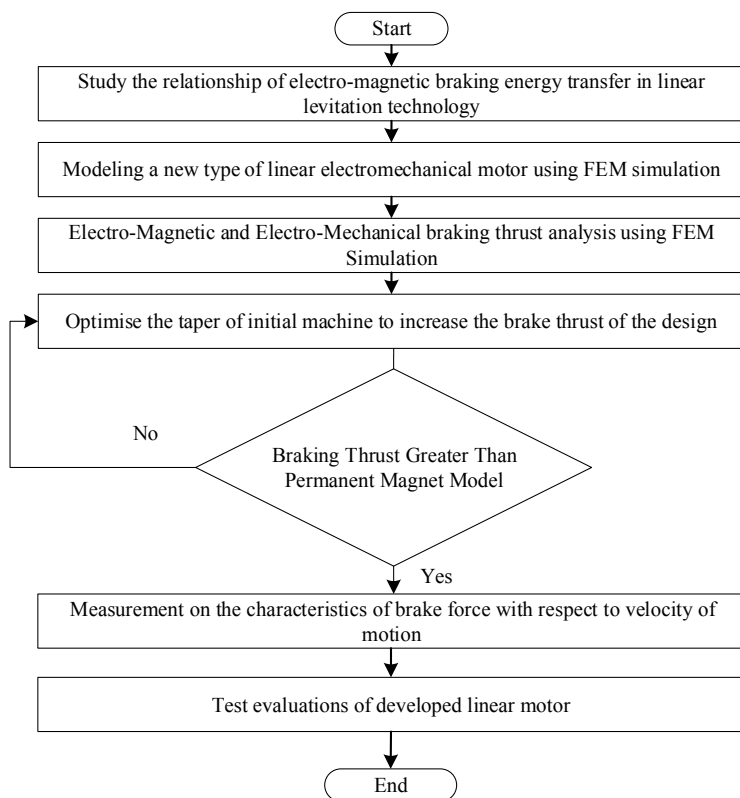 Start
Study the relationship of electro-magnetic braking energy transfer in linear
levitation technology
Modeling a new type of linear electromechanical motor using FEM simulation
Electro-Magnetic and Electro-Mechanical braking thrust analysis using FEM
Simulation
Optimise the taper of initial machine to increase the brake thrust of the design
No
Braking Thrust Greater Than
Permanent Magnet Model
Yes
Measurement on the characteristics of brake force with respect to velocity of
motion
Test evaluations of developed linear motor
End